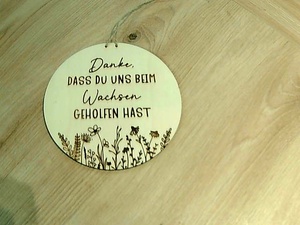 Danke,
DASS DU UNS BEIM
Wachsen
GEHOLFEN HAST